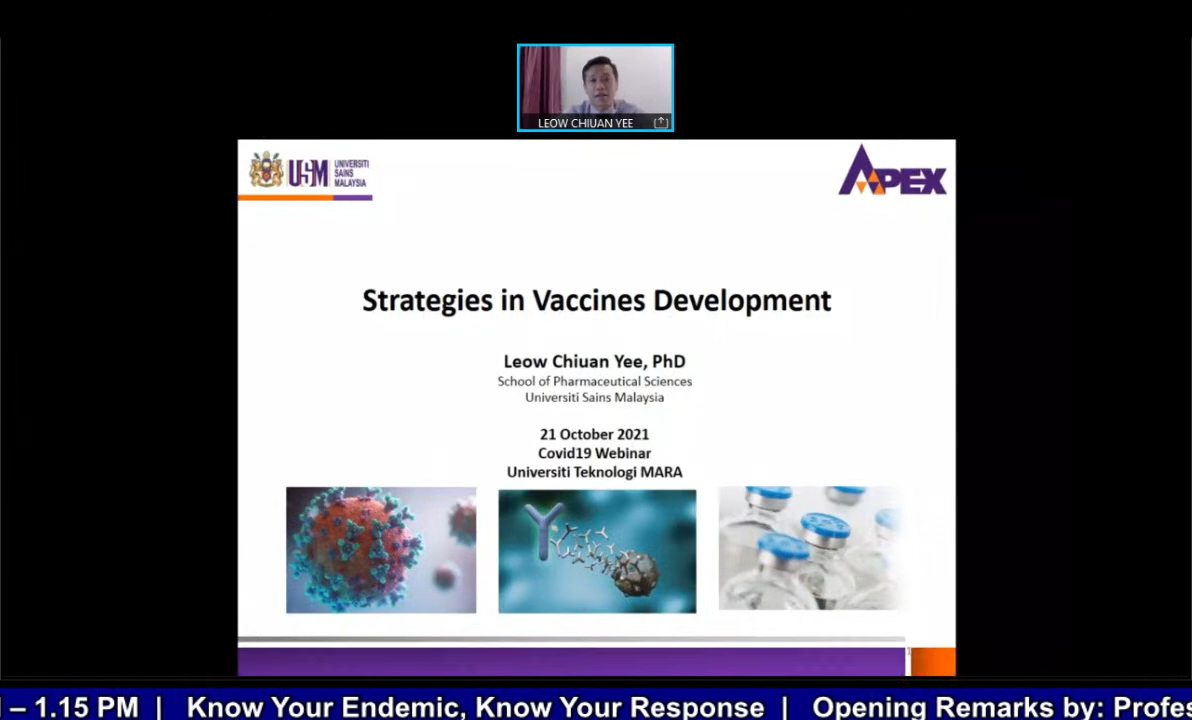 LEOW CHIUAN YEE
USM UNIVERSITI
SAINS
MALAYSIA
APEX
Strategies in Vaccines Development
Leow Chiuan Yee, PhD
School of Pharmaceutical Sciences
Universiti Sains Malaysia
21 October 2021
Covid19 Webinar
Universiti Teknologi MARA
1
– 1.15 PM | Know Your Endemic, Know Your Response | Opening Remarks by: Profes